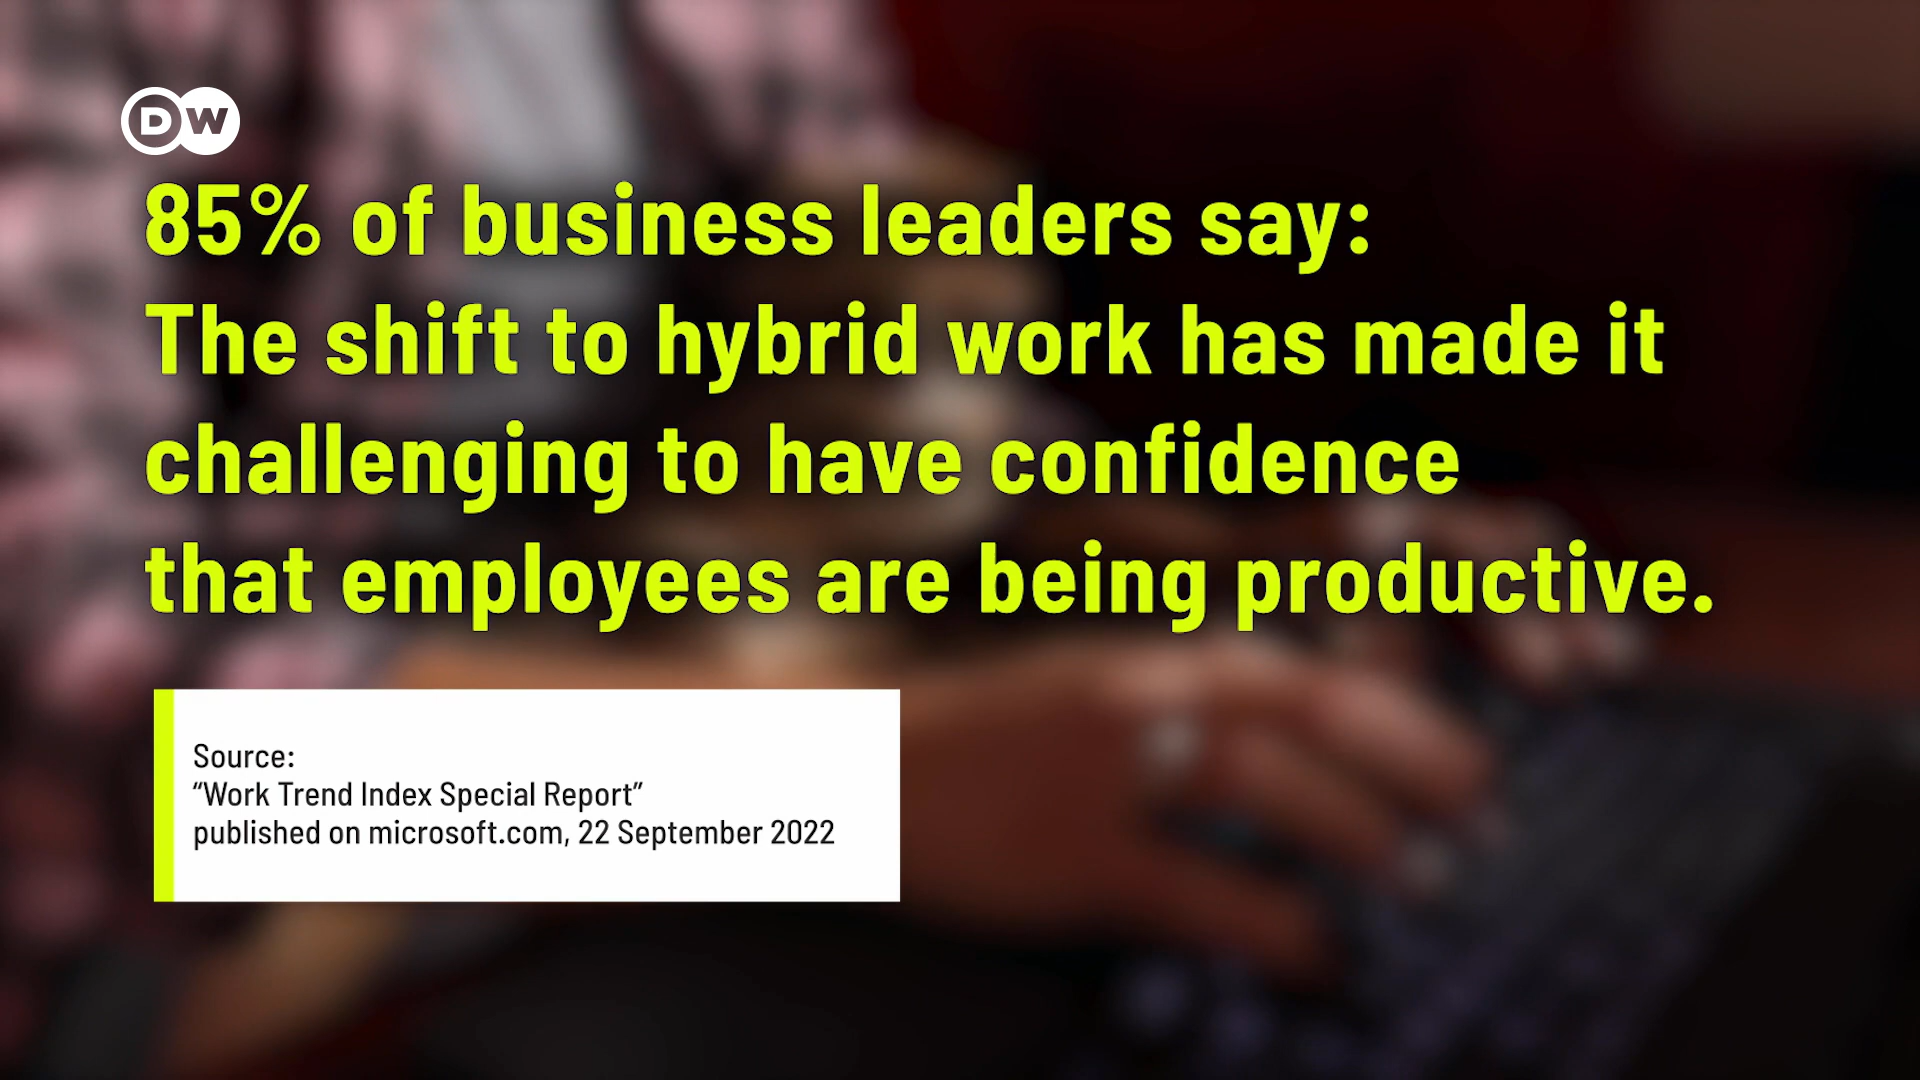 DW
85% of business leaders say:
The shift to hybrid work has made it
challenging to have confidence
that employees are being productive.
Source:
“Work Trend Index Special Report”
published on microsoft.com, 22 September 2022